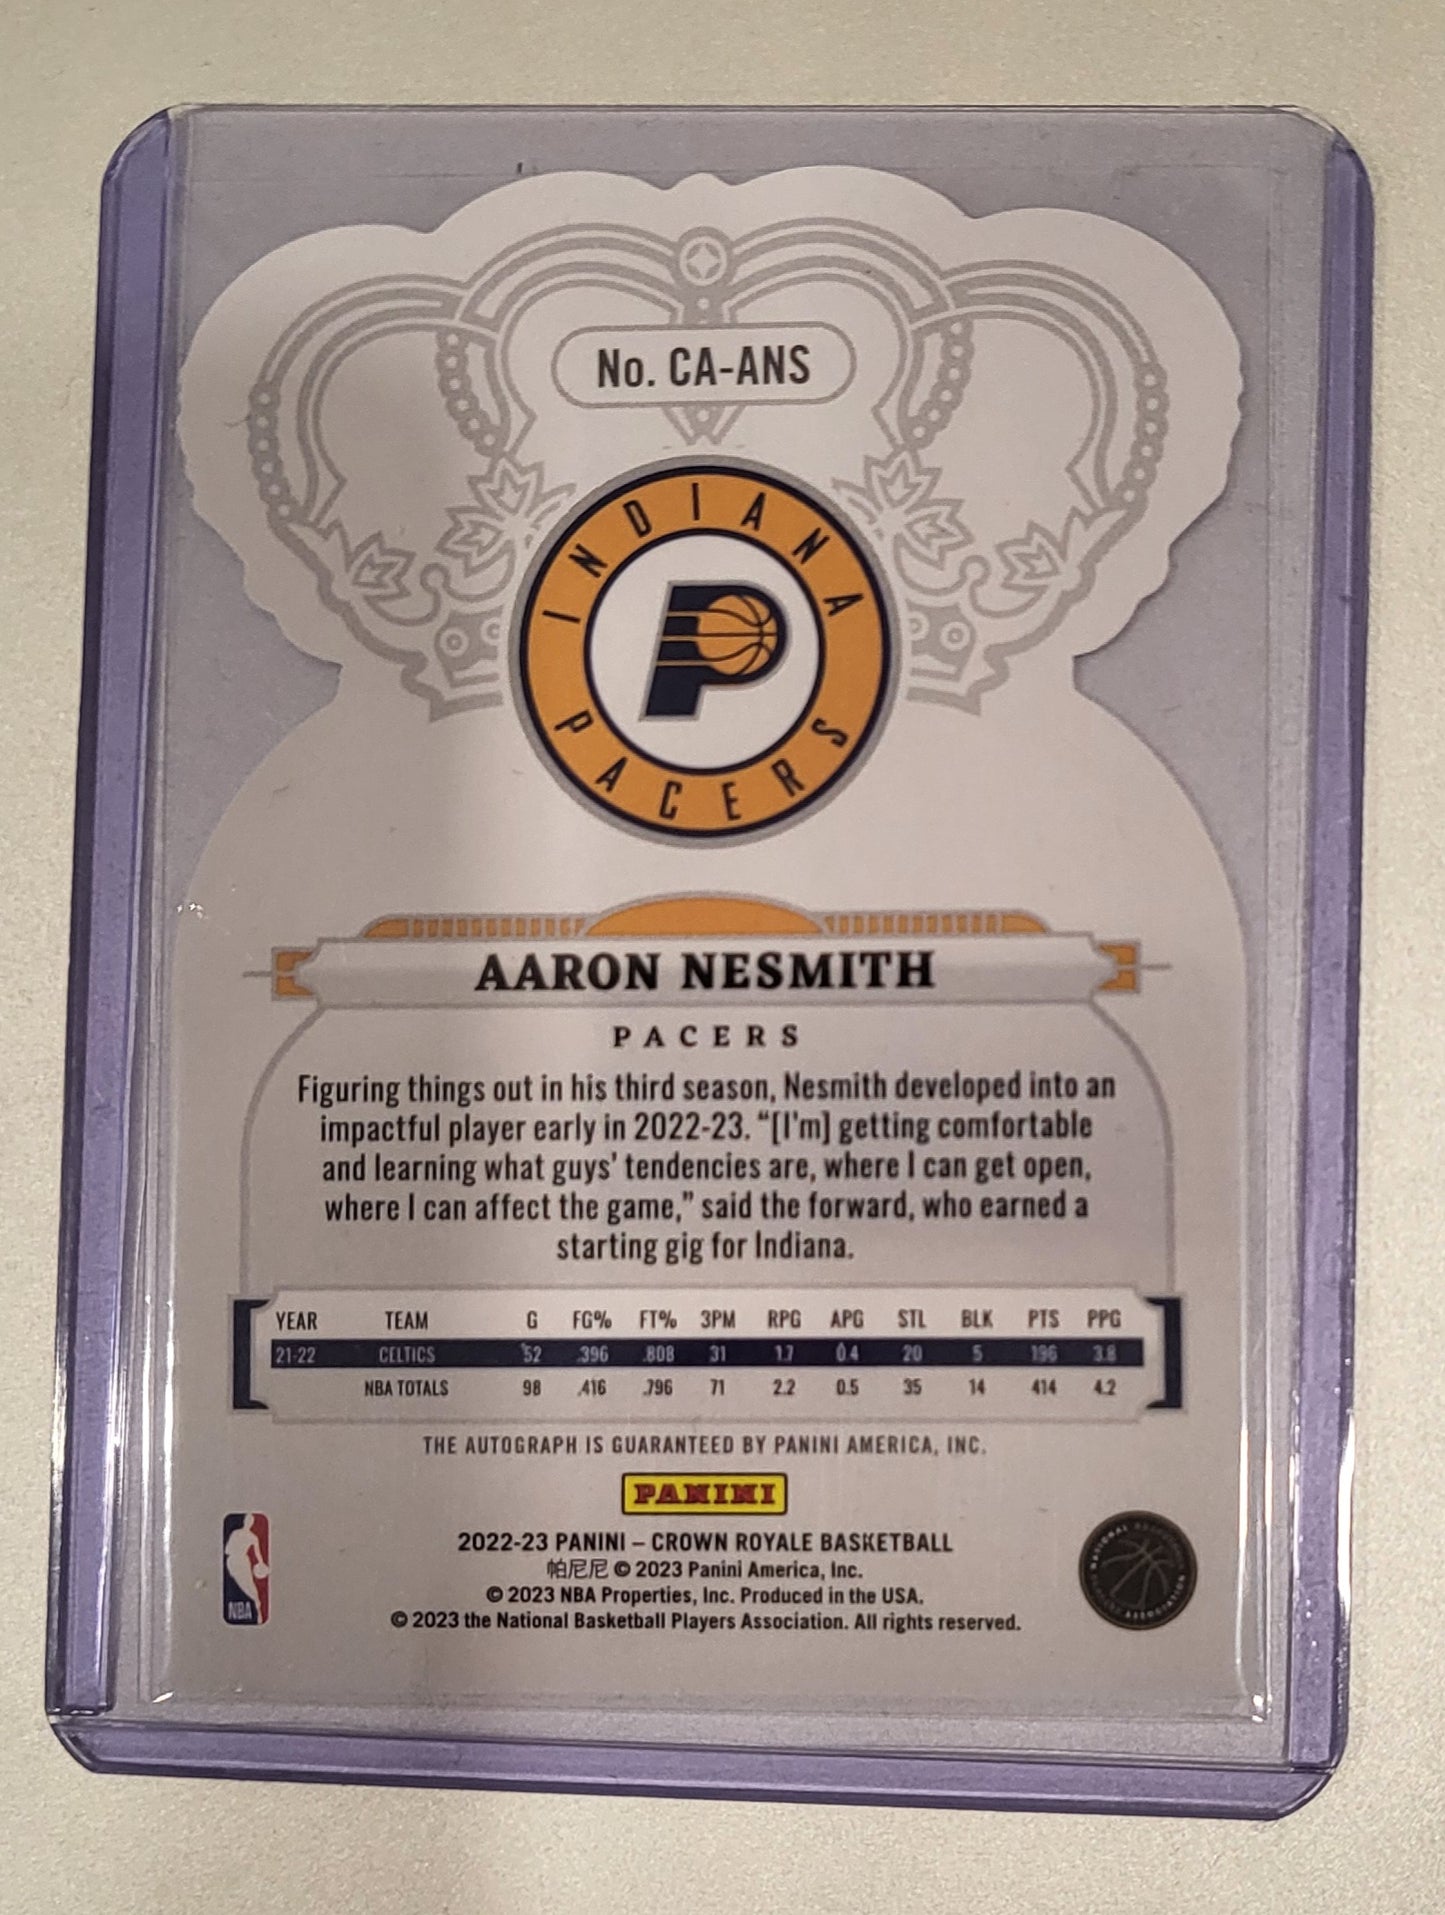 No. CA-ANS
INDIANA
PACERS
AARON NESMITH
PACERS
Figuring things out in his third season, Nesmith developed into an
impactful player early in 2022-23. “[I'm] getting comfortable
and learning what guys' tendencies are, where I can get open,
where I can affect the game,” said the forward, who earned a
starting gig for Indiana.
YEAR TEAM G FG% FT% 3PM RPG APG STL BLK PTS PPG
21-22 CELTICS 52 .396 .808 31 1.7 0.4 20 5 196 3.8
NBA TOTALS 98 .416 .796 71 2.2 0.5 35 14 414 4.2
THE AUTOGRAPH IS GUARANTEED BY PANINI AMERICA, INC.
PANINI
2022-23 PANINI – CROWN ROYALE BASKETBALL
帕尼尼 © 2023 Panini America, Inc.
© 2023 NBA Properties, Inc. Produced in the USA.
© 2023 the National Basketball Players Association. All rights reserved.
NBA
NATIONAL BASKETBALL
PLAYERS ASSOCIATION